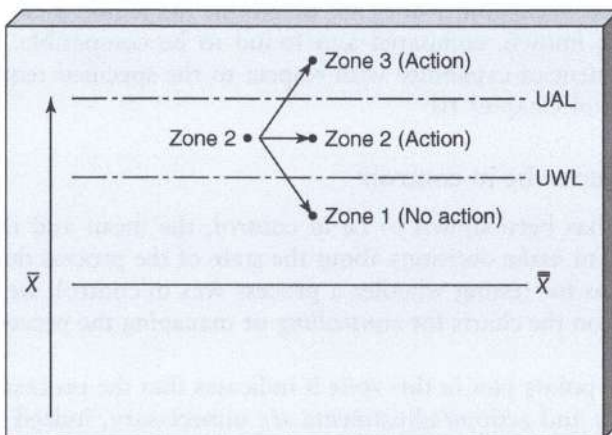 Zone 3 (Action)
UAL
Zone 2
Zone 2 (Action)
UWL
Zone 1 (No action)
X̄
X̿